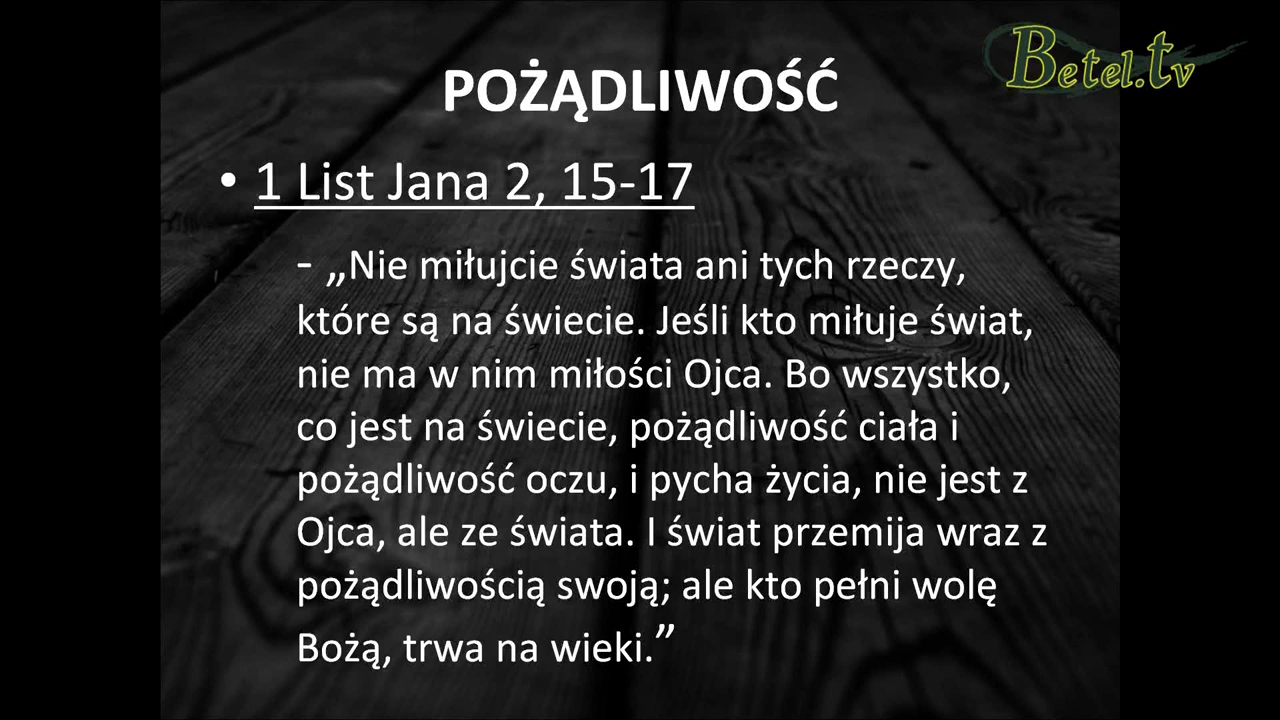 Betel.tv
POŻĄDLIWOŚĆ
• 1 List Jana 2, 15-17
- „Nie miłujcie świata ani tych rzeczy,
które są na świecie. Jeśli kto miłuje świat,
nie ma w nim miłości Ojca. Bo wszystko,
co jest na świecie, pożądliwość ciała i
pożądliwość oczu, i pycha życia, nie jest z
Ojca, ale ze świata. I świat przemija wraz z
pożądliwością swoją; ale kto pełni wolę
Bożą, trwa na wieki.”